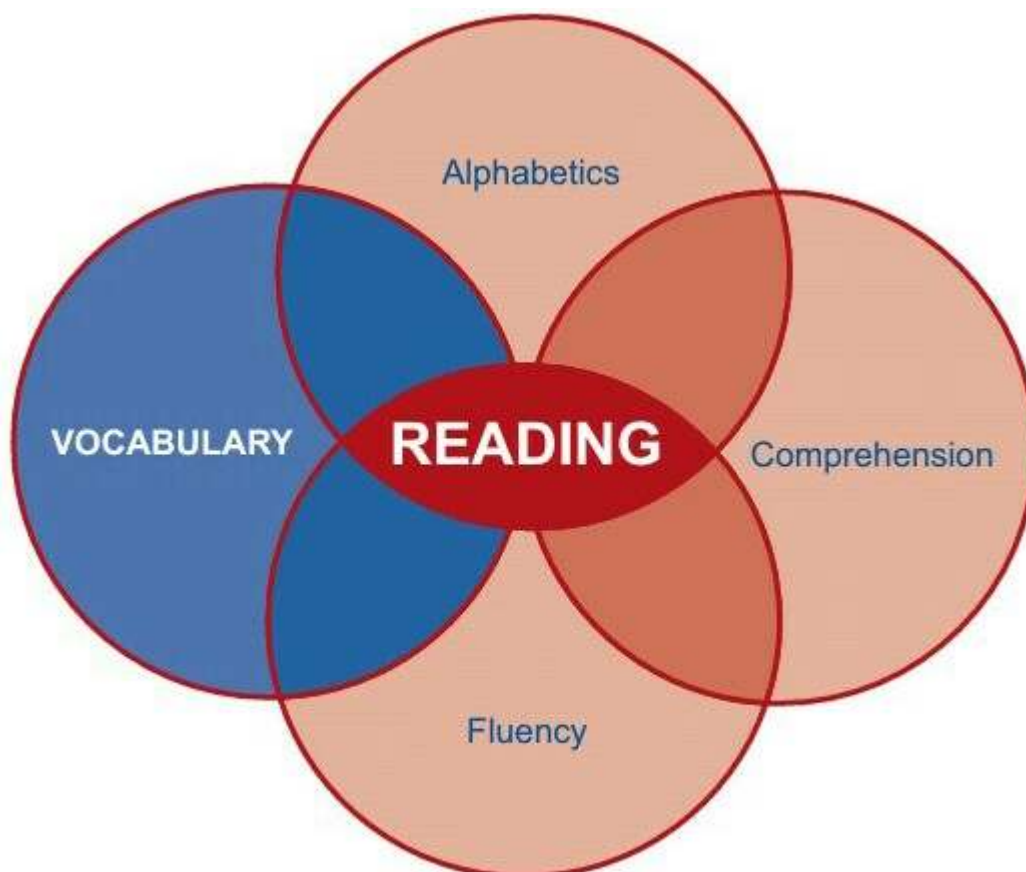 Alphabetics
VOCABULARY
READING
Comprehension
Fluency